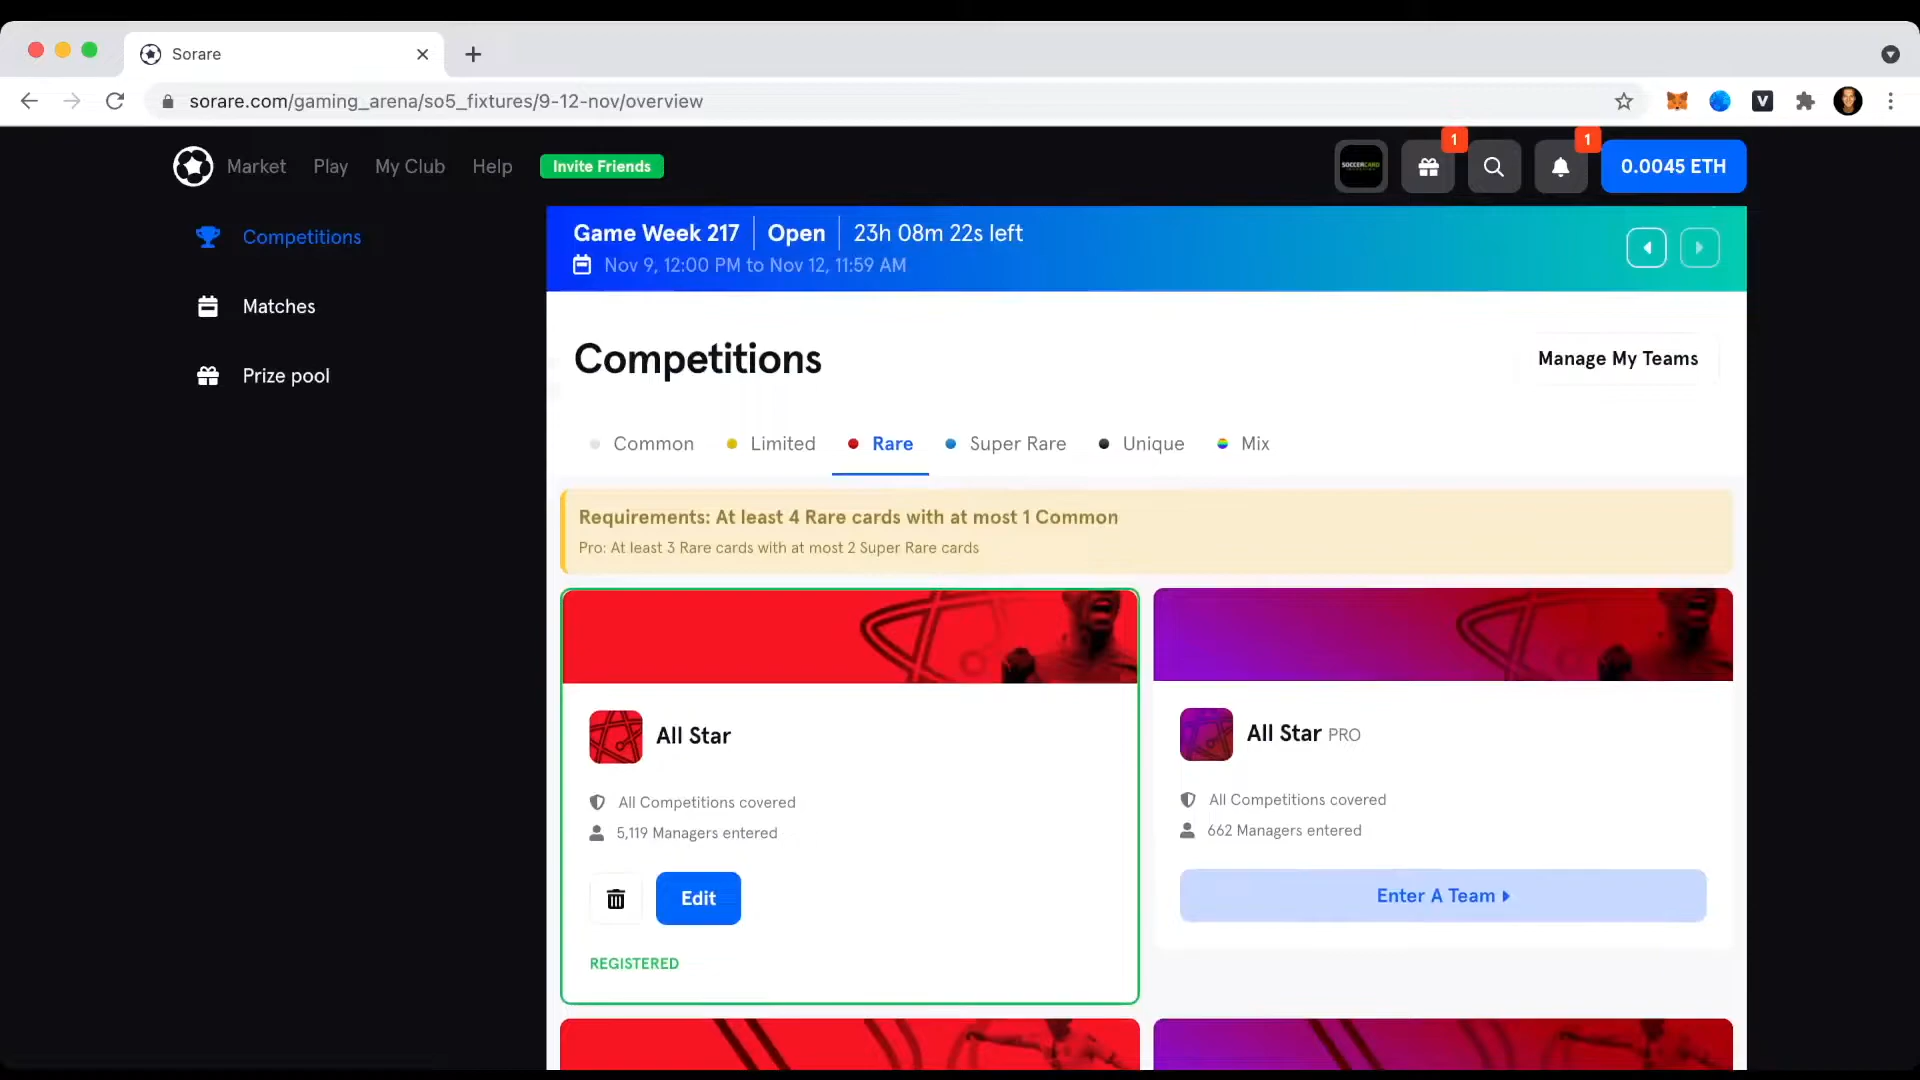 Sorare
sorare.com/gaming_arena/so5_fixtures/9-12-nov/overview
Market Play My Club Help Invite Friends
1 1
0.0045 ETH
Competitions
Matches
Prize pool
Game Week 217 Open 23h 08m 22s left
Nov 9, 12:00 PM to Nov 12, 11:59 AM
Competitions
Manage My Teams
Common Limited Rare Super Rare Unique Mix
Requirements: At least 4 Rare cards with at most 1 Common
Pro: At least 3 Rare cards with at most 2 Super Rare cards
All Star
All Competitions covered
5,119 Managers entered
Edit
REGISTERED
All Star PRO
All Competitions covered
662 Managers entered
Enter A Team